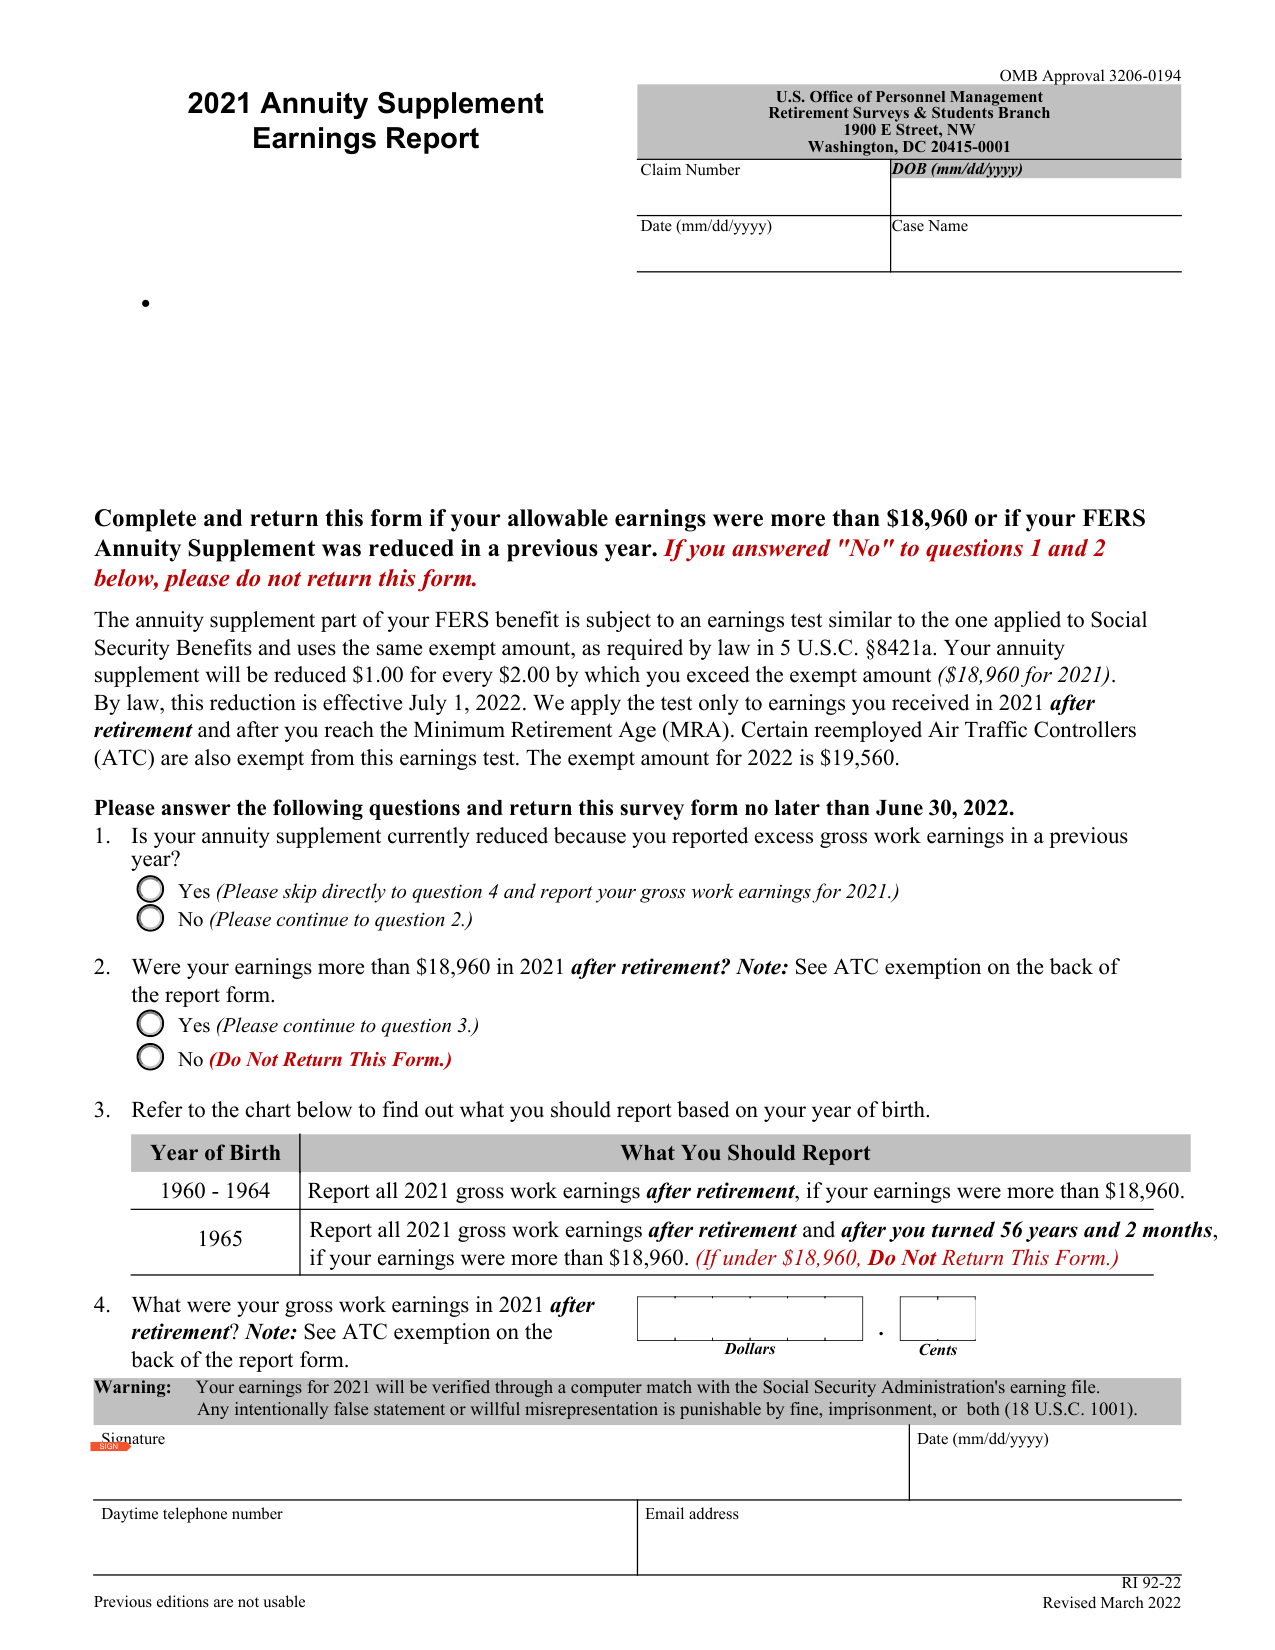 OMB Approval 3206-0194
2021 Annuity Supplement
Earnings Report
U.S. Office of Personnel Management
Retirement Surveys & Students Branch
1900 E Street, NW
Washington, DC 20415-0001
Claim Number
DOB (mm/dd/yyyy)
Date (mm/dd/yyyy)
Case Name
•
Complete and return this form if your allowable earnings were more than $18,960 or if your FERS
Annuity Supplement was reduced in a previous year. If you answered "No" to questions 1 and 2
below, please do not return this form.
The annuity supplement part of your FERS benefit is subject to an earnings test similar to the one applied to Social
Security Benefits and uses the same exempt amount, as required by law in 5 U.S.C. §8421a. Your annuity
supplement will be reduced $1.00 for every $2.00 by which you exceed the exempt amount ($18,960 for 2021).
By law, this reduction is effective July 1, 2022. We apply the test only to earnings you received in 2021 after
retirement and after you reach the Minimum Retirement Age (MRA). Certain reemployed Air Traffic Controllers
(ATC) are also exempt from this earnings test. The exempt amount for 2022 is $19,560.
Please answer the following questions and return this survey form no later than June 30, 2022.
1. Is your annuity supplement currently reduced because you reported excess gross work earnings in a previous
year?
Yes (Please skip directly to question 4 and report your gross work earnings for 2021.)
No (Please continue to question 2.)
2. Were your earnings more than $18,960 in 2021 after retirement? Note: See ATC exemption on the back of
the report form.
Yes (Please continue to question 3.)
No (Do Not Return This Form.)
3. Refer to the chart below to find out what you should report based on your year of birth.
Year of Birth
What You Should Report
1960 - 1964
Report all 2021 gross work earnings after retirement, if your earnings were more than $18,960.
1965
Report all 2021 gross work earnings after retirement and after you turned 56 years and 2 months,
if your earnings were more than $18,960. (If under $18,960, Do Not Return This Form.)
4. What were your gross work earnings in 2021 after
retirement? Note: See ATC exemption on the
back of the report form.
.
Dollars
Cents
Warning: Your earnings for 2021 will be verified through a computer match with the Social Security Administration's earning file.
Any intentionally false statement or willful misrepresentation is punishable by fine, imprisonment, or both (18 U.S.C. 1001).
Signature
SIGN
Date (mm/dd/yyyy)
Daytime telephone number
Email address
RI 92-22
Previous editions are not usable
Revised March 2022